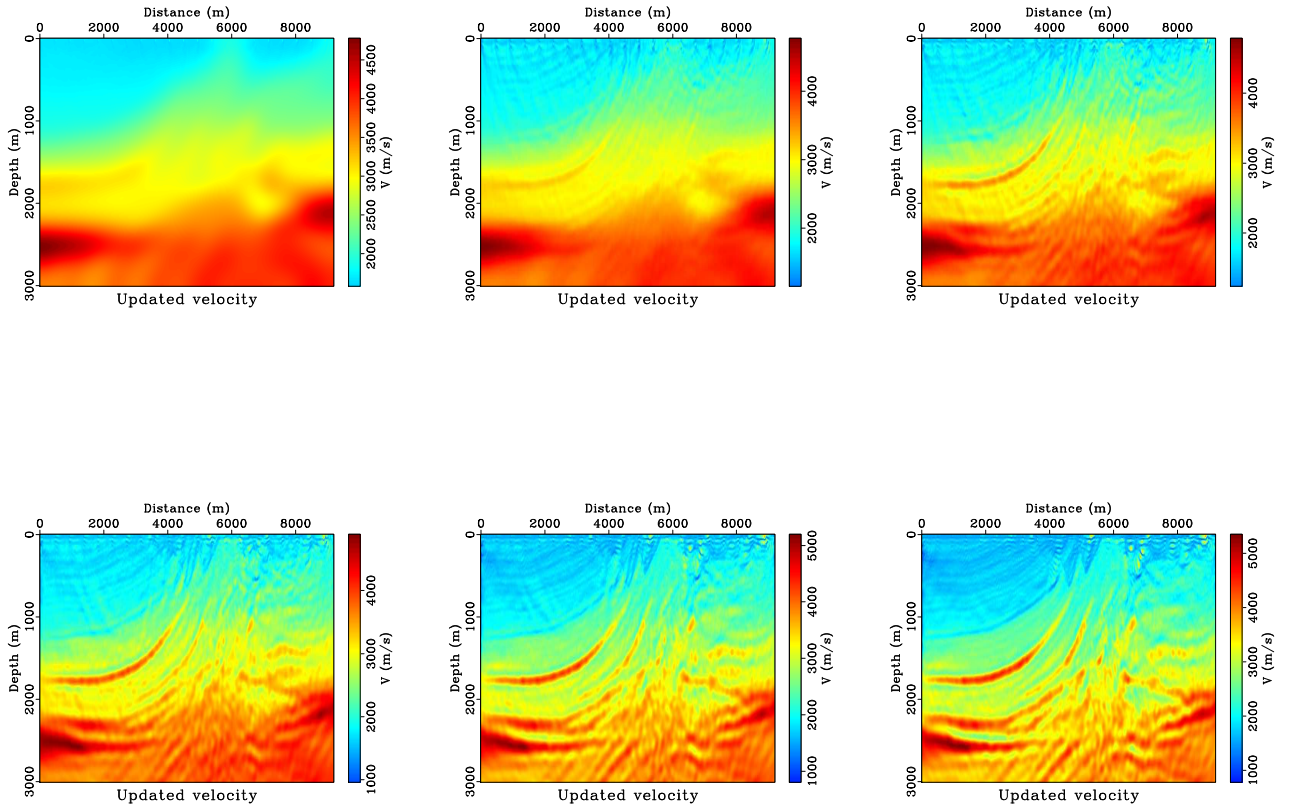 Distance (m)
0 2000 4000 6000 8000
Depth (m)
0 1000 2000 3000
V (m/s)
2000 2500 3000 3500 4000 4500
Updated velocity
Distance (m)
0 2000 4000 6000 8000
Depth (m)
0 1000 2000 3000
V (m/s)
2000 3000 4000
Updated velocity
Distance (m)
0 2000 4000 6000 8000
Depth (m)
0 1000 2000 3000
V (m/s)
2000 3000 4000
Updated velocity
Distance (m)
0 2000 4000 6000 8000
Depth (m)
0 1000 2000 3000
V (m/s)
1000 2000 3000 4000
Updated velocity
Distance (m)
0 2000 4000 6000 8000
Depth (m)
0 1000 2000 3000
V (m/s)
1000 2000 3000 4000 5000
Updated velocity
Distance (m)
0 2000 4000 6000 8000
Depth (m)
0 1000 2000 3000
V (m/s)
1000 2000 3000 4000 5000
Updated velocity